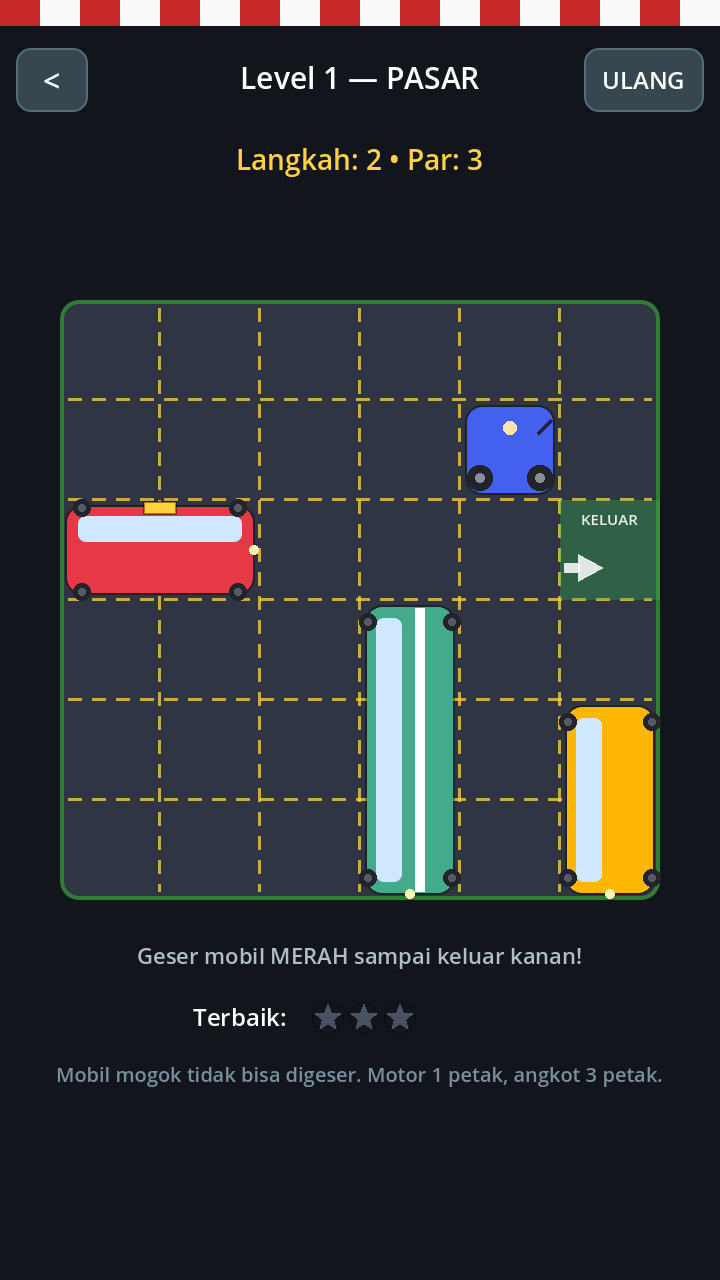 <
Level 1 — PASAR
ULANG
Langkah: 2 • Par: 3
KELUAR
Geser mobil MERAH sampai keluar kanan!
Terbaik:
Mobil mogok tidak bisa digeser. Motor 1 petak, angkot 3 petak.